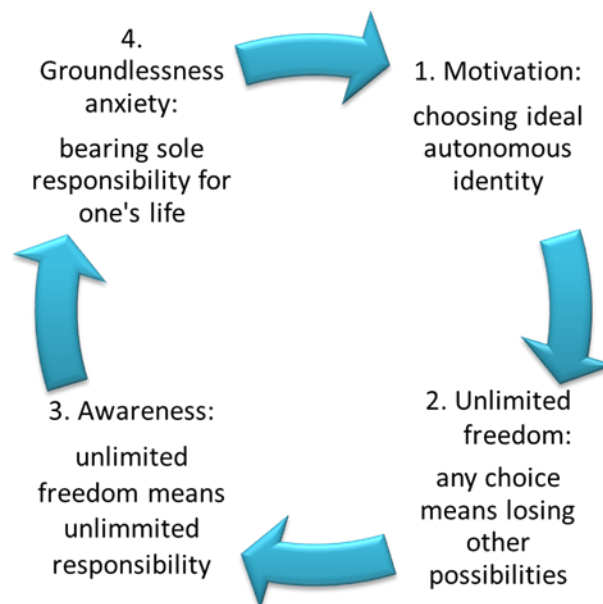 4.
Groundlessness
anxiety:
bearing sole
responsibility for
one's life
1. Motivation:
choosing ideal
autonomous
identity
2. Unlimited
freedom:
any choice
means losing
other
possibilities
3. Awareness:
unlimited
freedom means
unlimmited
responsibility